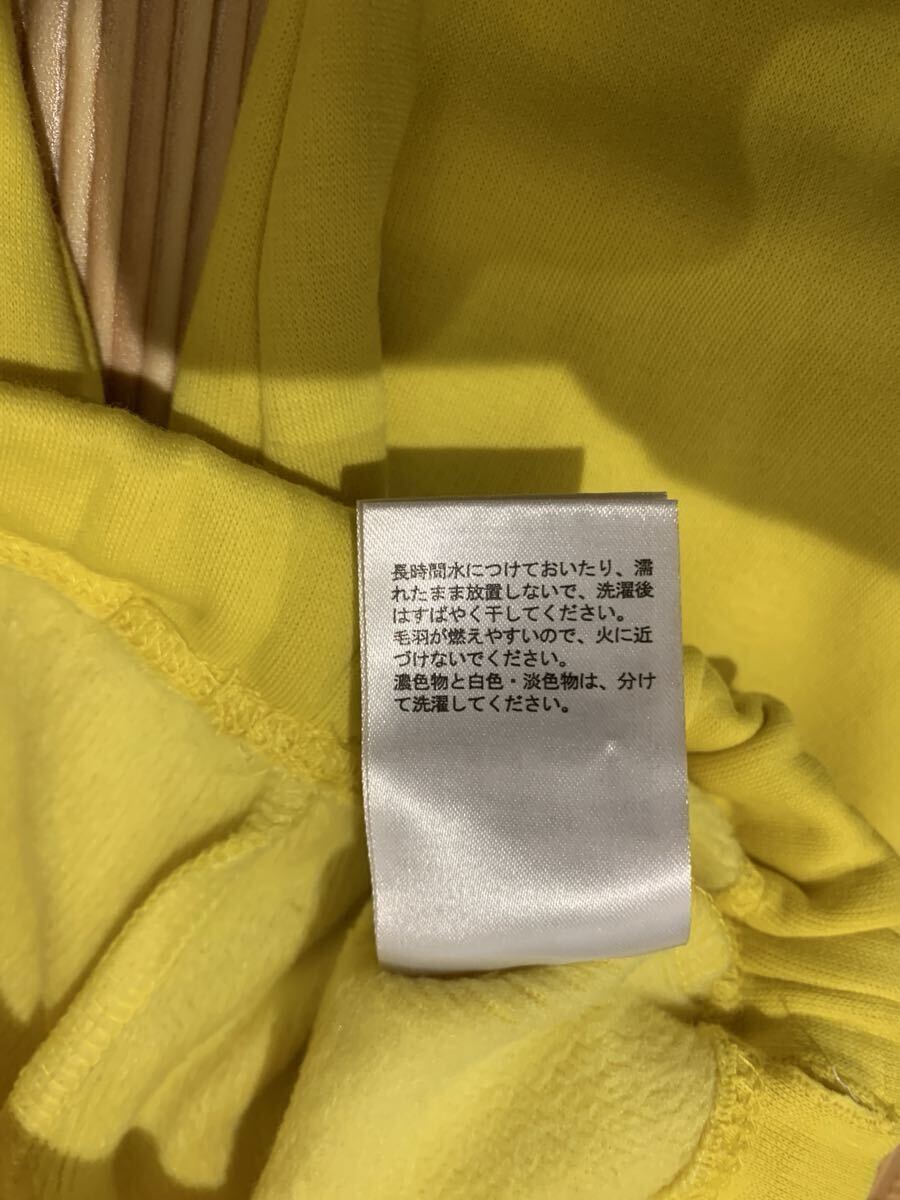 長時間水につけておいたり、濡
れたまま放置しないで、洗濯後
はすばやく干してください。
毛羽が燃えやすいので、火に近
づけないでください。
濃色物と白色・淡色物は、分け
て洗濯してください。